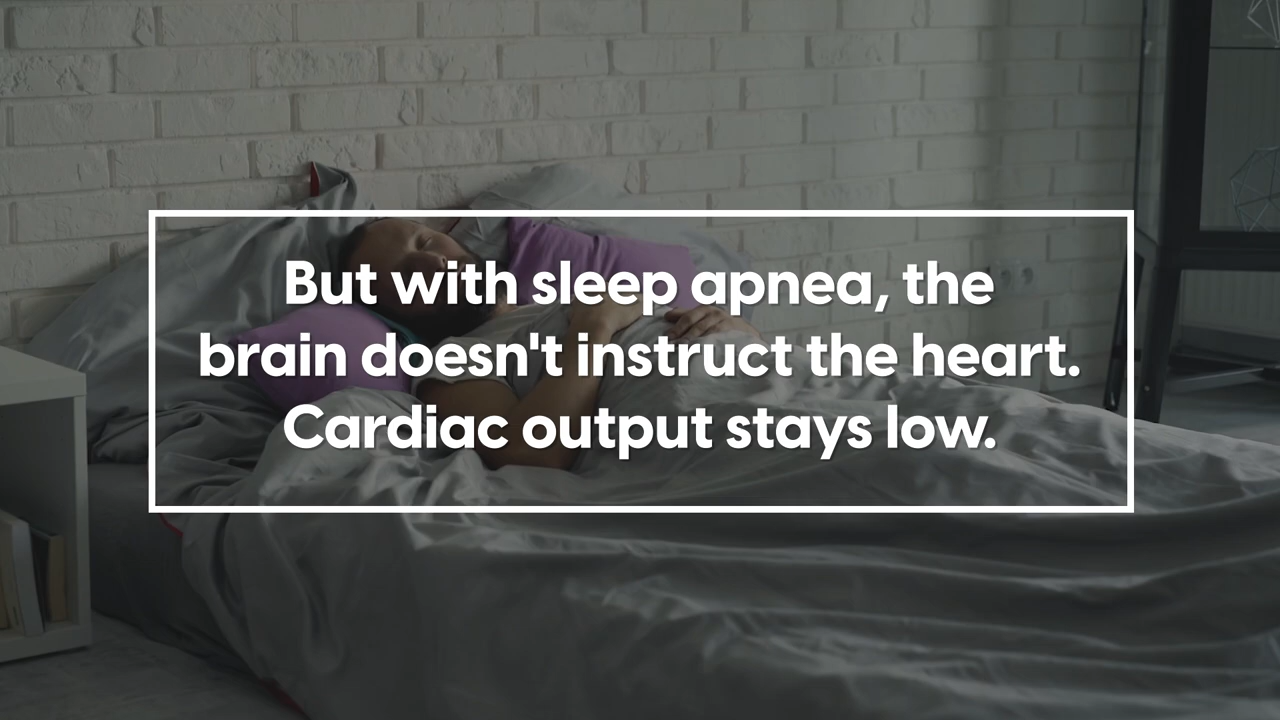 But with sleep apnea, the
brain doesn't instruct the heart.
Cardiac output stays low.